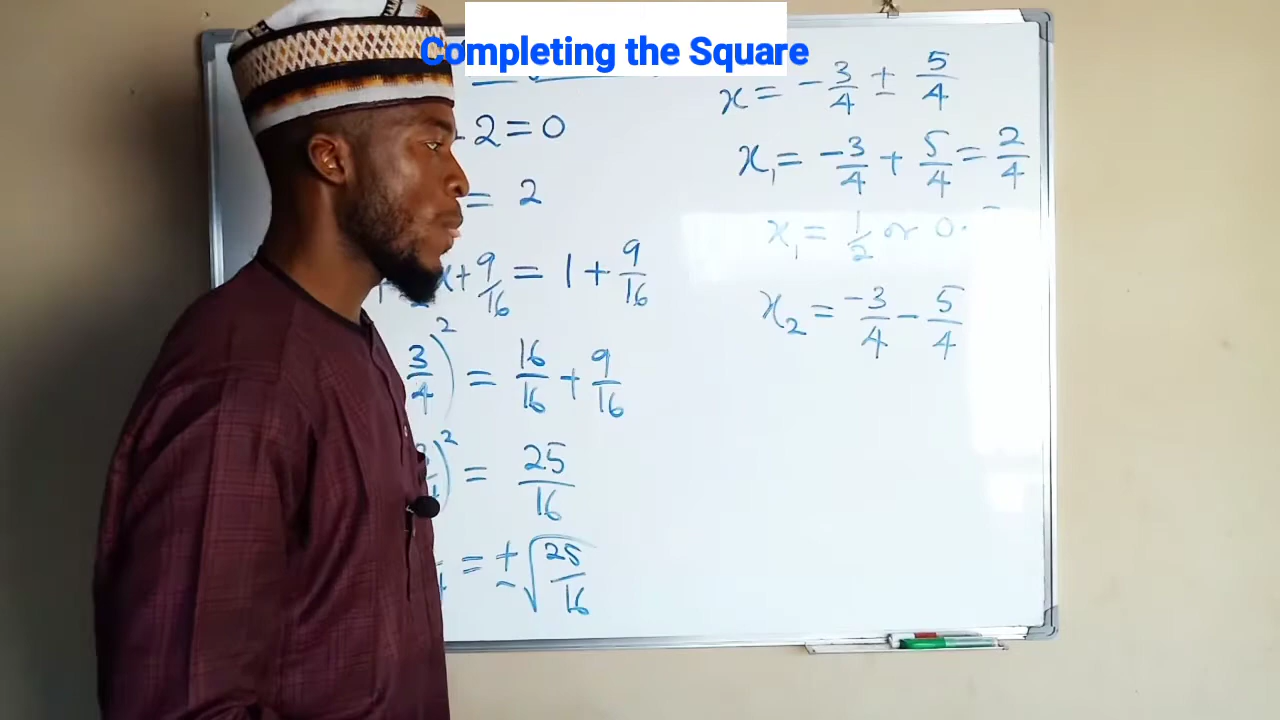 Completing the Square
- 2 = 0
= 2
x + 9/16 = 1 + 9/16
3/4)² = 16/16 + 9/16
)² = 25/16
= ± √25/16
x = - 3/4 ± 5/4
x₁ = -3/4 + 5/4 = 2/4
x₁ = 1/2 or 0.
x₂ = -3/4 - 5/4